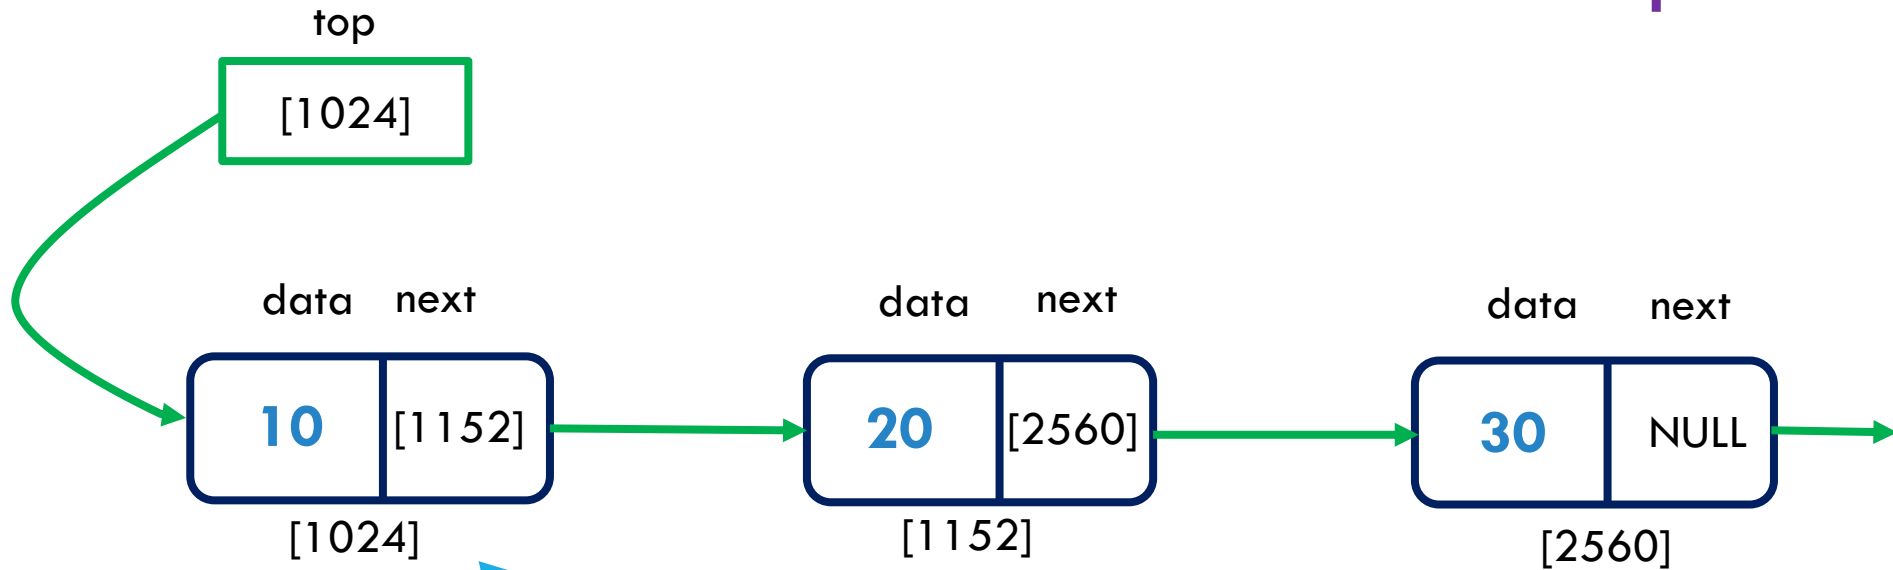 top
[1024]
data next data next data next
10 [1152] 20 [2560] 30 NULL
[1024] [1152] [2560]